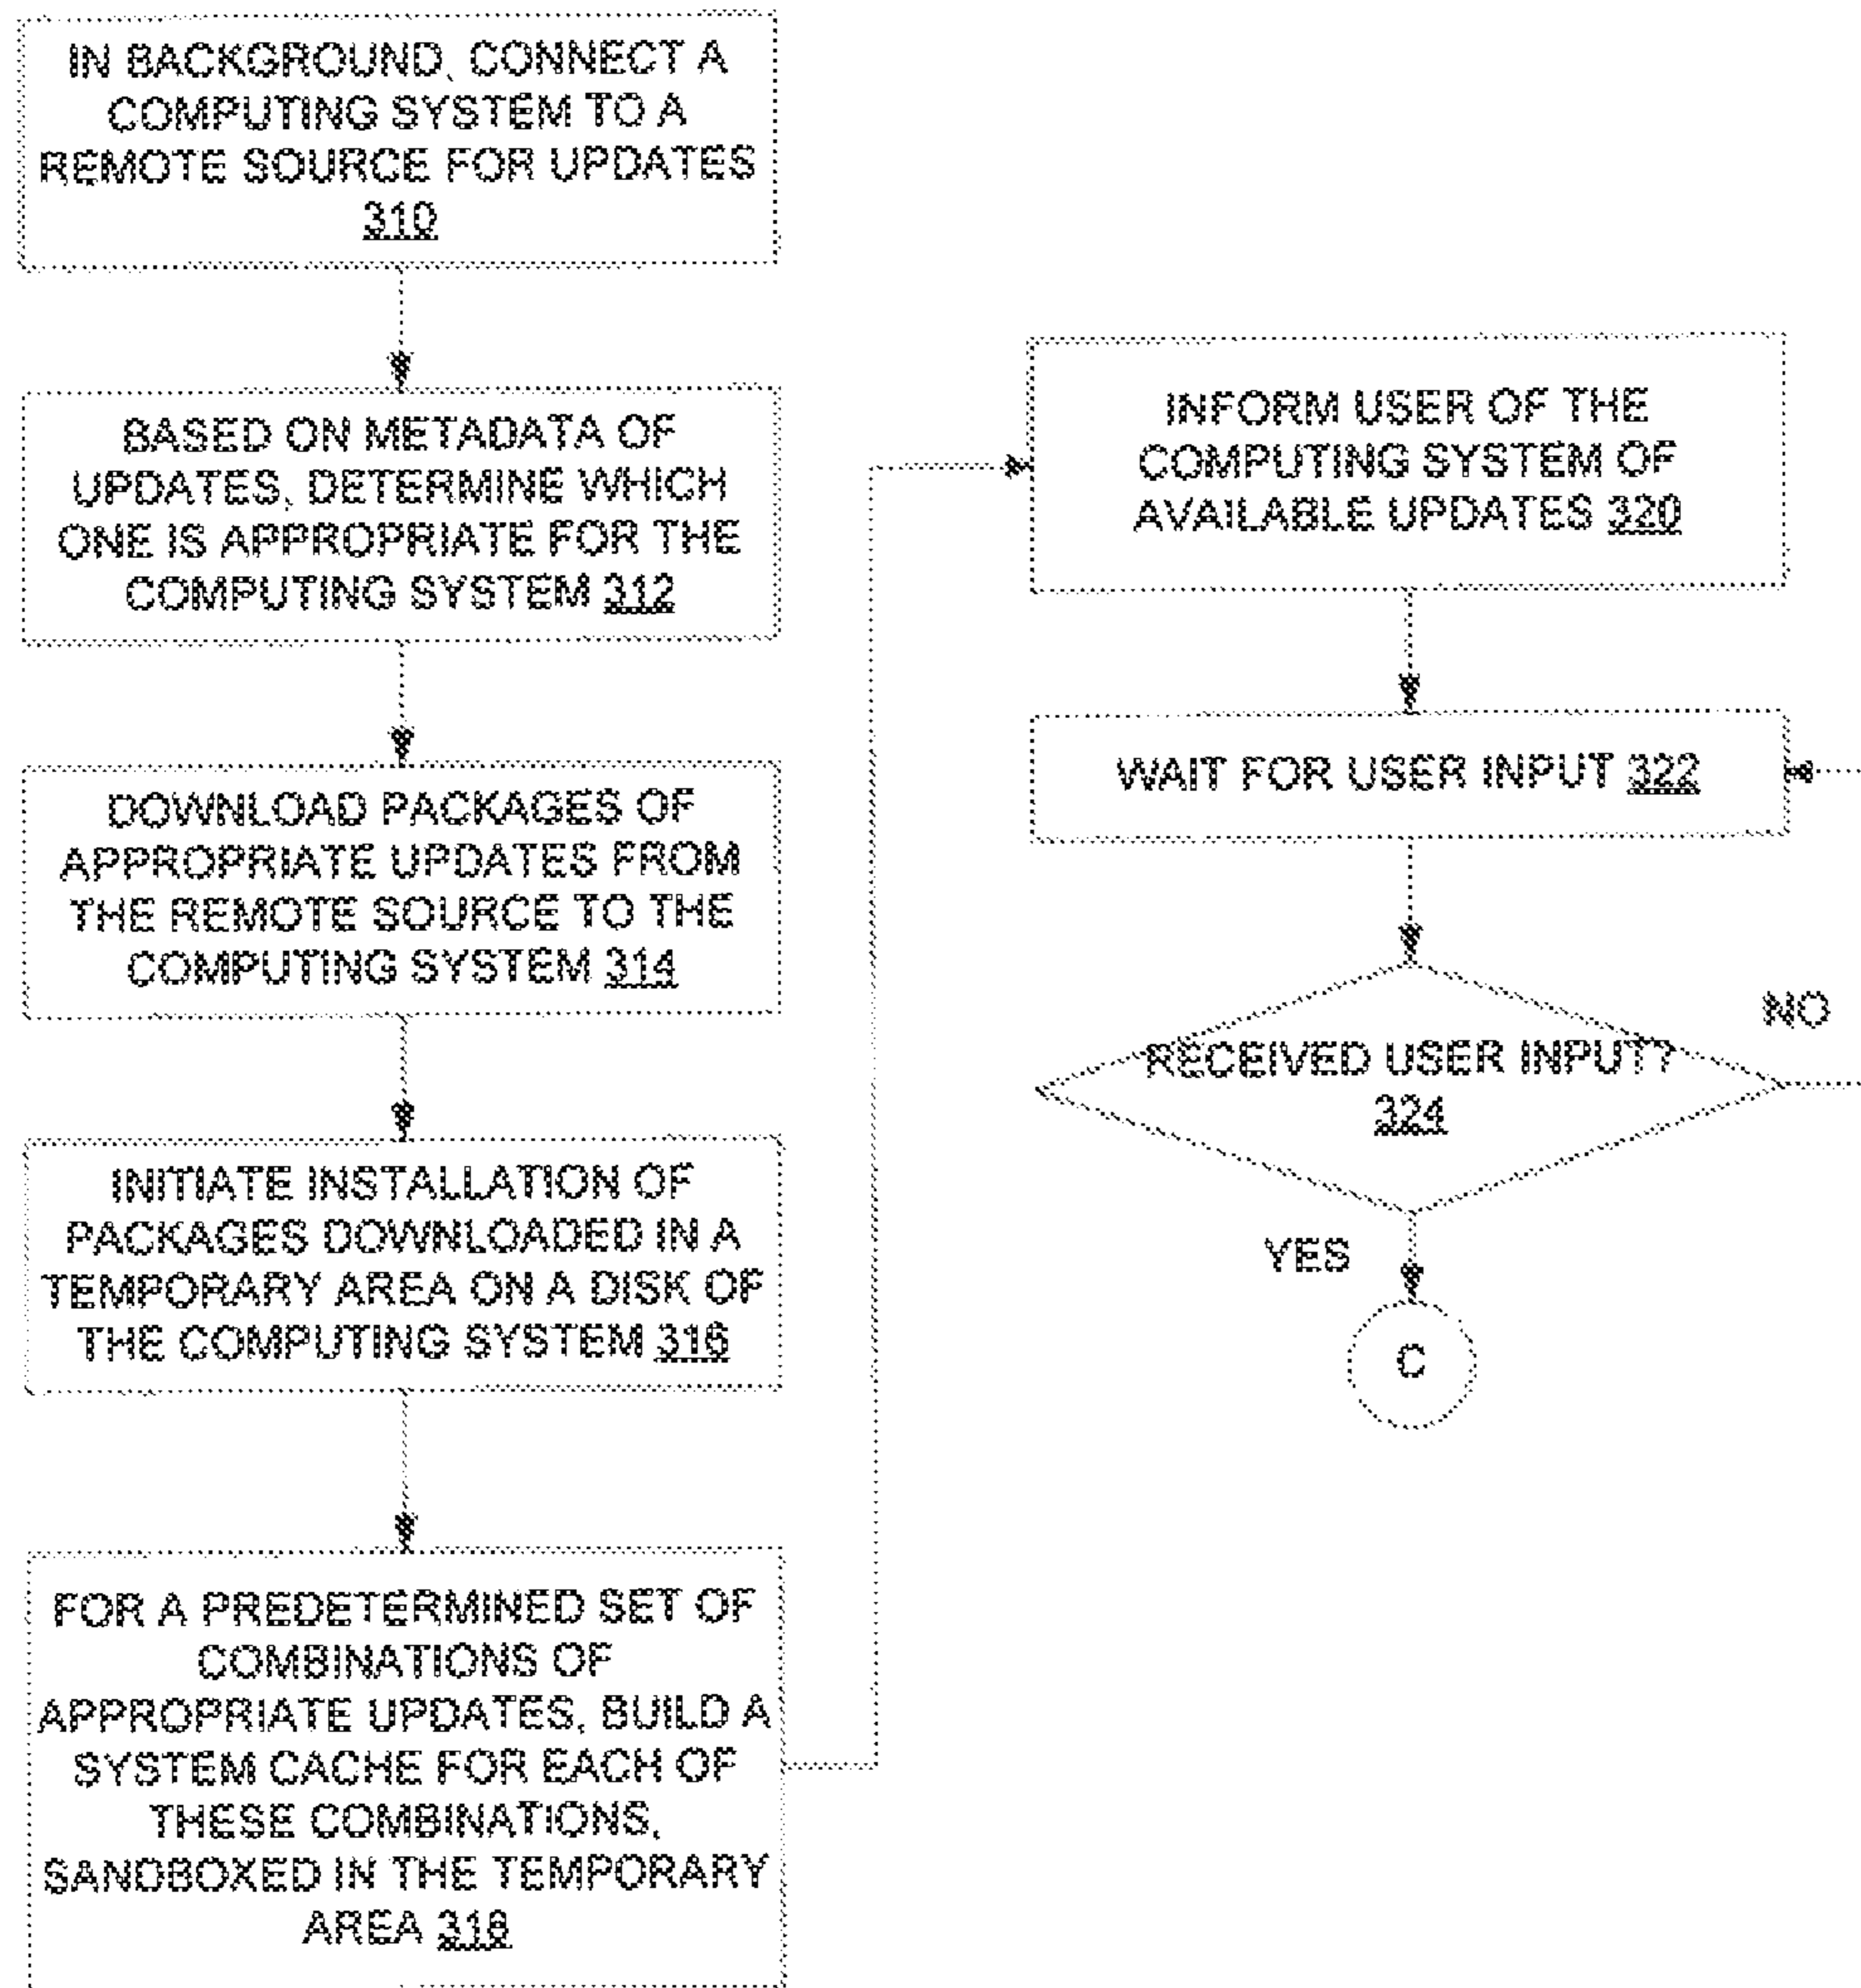 IN BACKGROUND, CONNECT A
COMPUTING SYSTEM TO A
REMOTE SOURCE FOR UPDATES
310
BASED ON METADATA OF
UPDATES, DETERMINE WHICH
ONE IS APPROPRIATE FOR THE
COMPUTING SYSTEM 312
DOWNLOAD PACKAGES OF
APPROPRIATE UPDATES FROM
THE REMOTE SOURCE TO THE
COMPUTING SYSTEM 314
INITIATE INSTALLATION OF
PACKAGES DOWNLOADED IN A
TEMPORARY AREA ON A DISK OF
THE COMPUTING SYSTEM 316
FOR A PREDETERMINED SET OF
COMBINATIONS OF
APPROPRIATE UPDATES, BUILD A
SYSTEM CACHE FOR EACH OF
THESE COMBINATIONS,
SANDBOXED IN THE TEMPORARY
AREA 318
INFORM USER OF THE
COMPUTING SYSTEM OF
AVAILABLE UPDATES 320
WAIT FOR USER INPUT 322
RECEIVED USER INPUT?
324
NO
YES
C